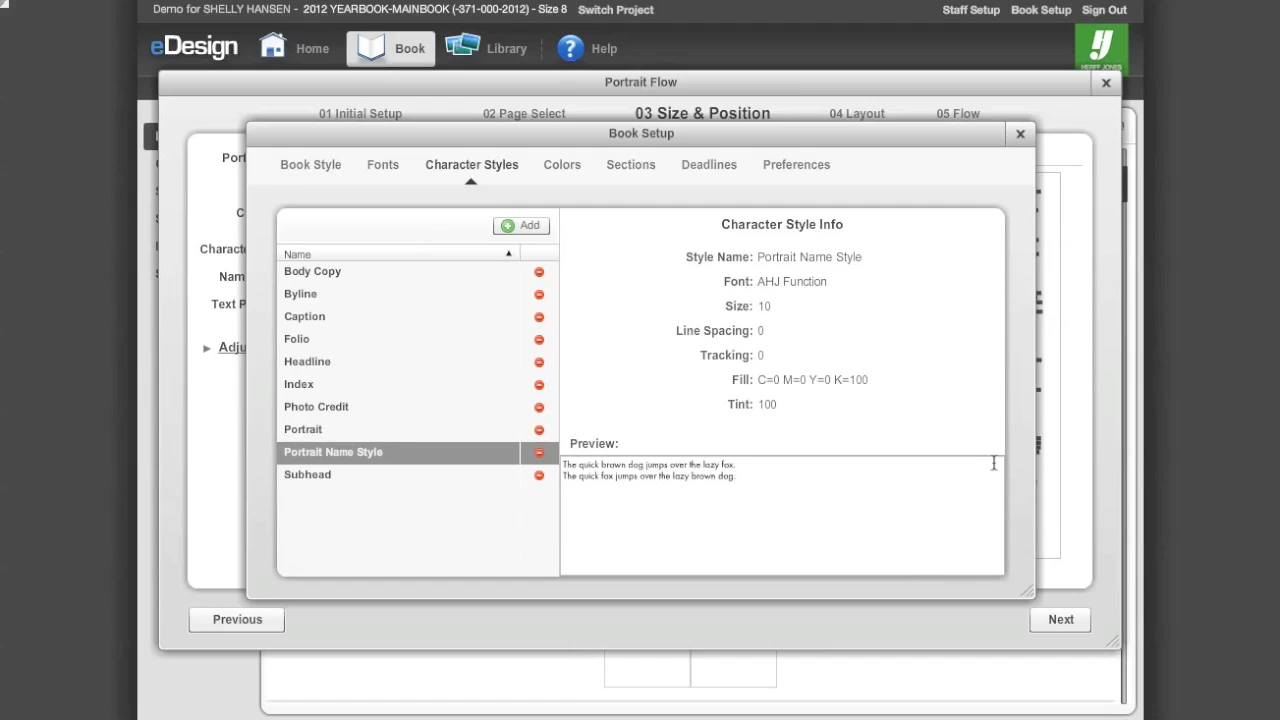 Demo for SHELLY HANSEN - 2012 YEARBOOK-MAINBOOK (-371-000-2012) - Size 8 Switch Project Staff Setup Book Setup Sign Out
eDesign Home Book Library ? Help
HERFF JONES
Portrait Flow
01 Initial Setup 02 Page Select 03 Size & Position 04 Layout 05 Flow
Book Setup
Book Style Fonts Character Styles Colors Sections Deadlines Preferences
Add
Name
Body Copy
Byline
Caption
Folio
Headline
Index
Photo Credit
Portrait
Portrait Name Style
Subhead
Character Style Info
Style Name: Portrait Name Style
Font: AHJ Function
Size: 10
Line Spacing: 0
Tracking: 0
Fill: C=0 M=0 Y=0 K=100
Tint: 100
Preview:
The quick brown dog jumps over the lazy fox.
The quick fox jumps over the lazy brown dog.
Previous Next